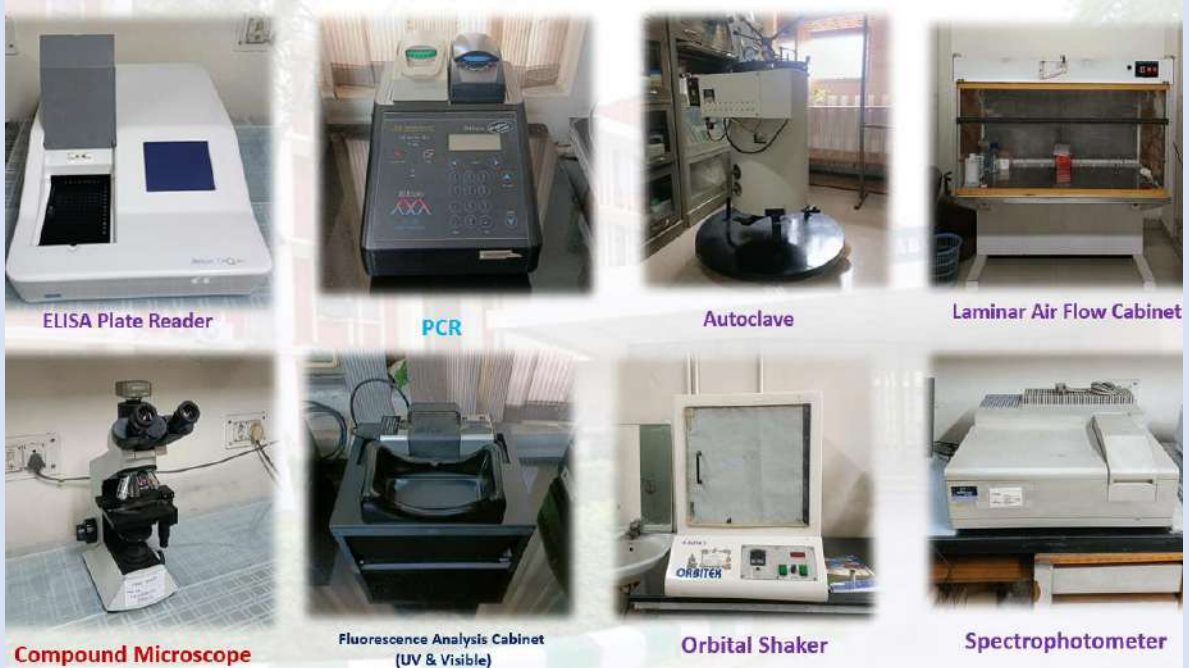 ELISA Plate Reader
PCR
Autoclave
Laminar Air Flow Cabinet
ORBITEK
Compound Microscope
Fluorescence Analysis Cabinet
(UV & Visible)
Orbital Shaker
Spectrophotometer